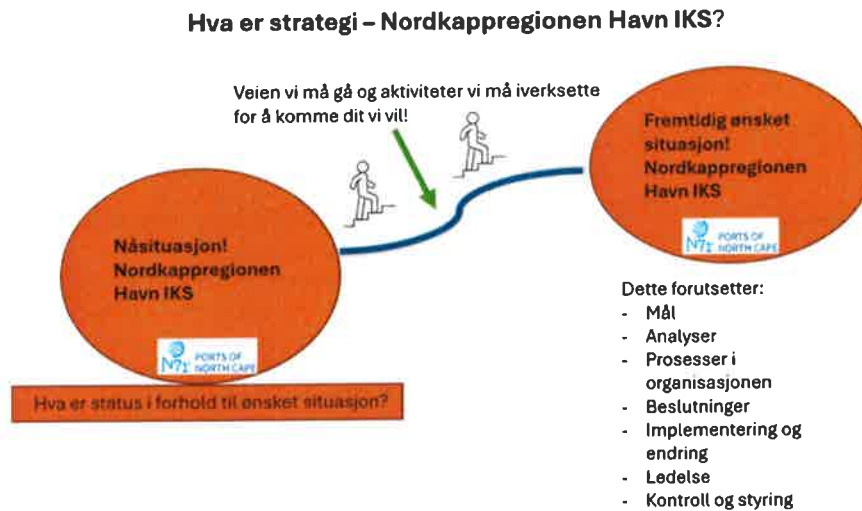 Hva er strategi – Nordkappregionen Havn IKS?
Veien vi må gå og aktiviteter vi må iverksette
for å komme dit vi vil!
Fremtidig ønsket
situasjon!
Nordkappregionen
Havn IKS
PORTS OF
NORTH CAPE
Nåsituasjon!
Nordkappregionen
Havn IKS
N71°
PORTS OF
NORTH CAPE
Hva er status i forhold til ønsket situasjon?
Dette forutsetter:
- Mål
- Analyser
- Prosesser i
organisasjonen
- Beslutninger
- Implementering og
endring
- Ledelse
- Kontroll og styring